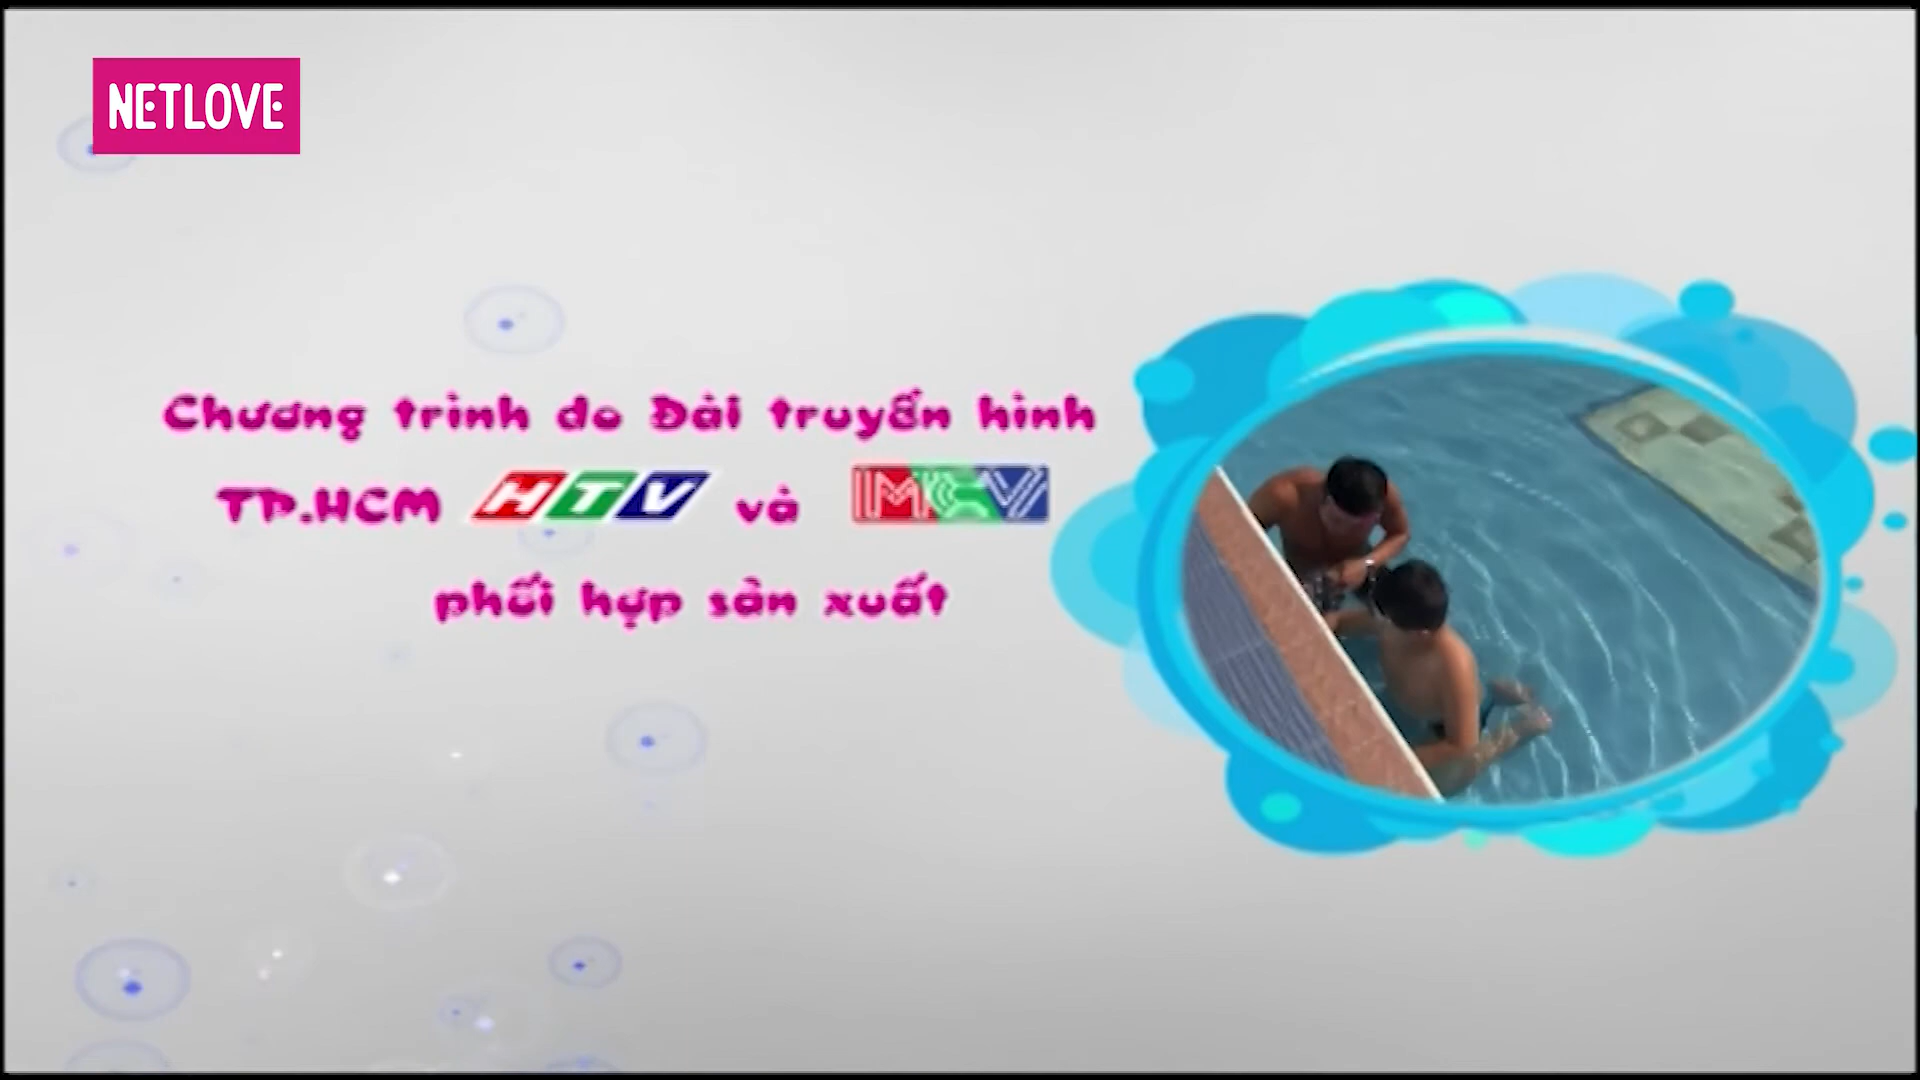 NETLOVE
Chương trình do Đài truyền hình
TP.HCM HTV và IMCV
phối hợp sản xuất